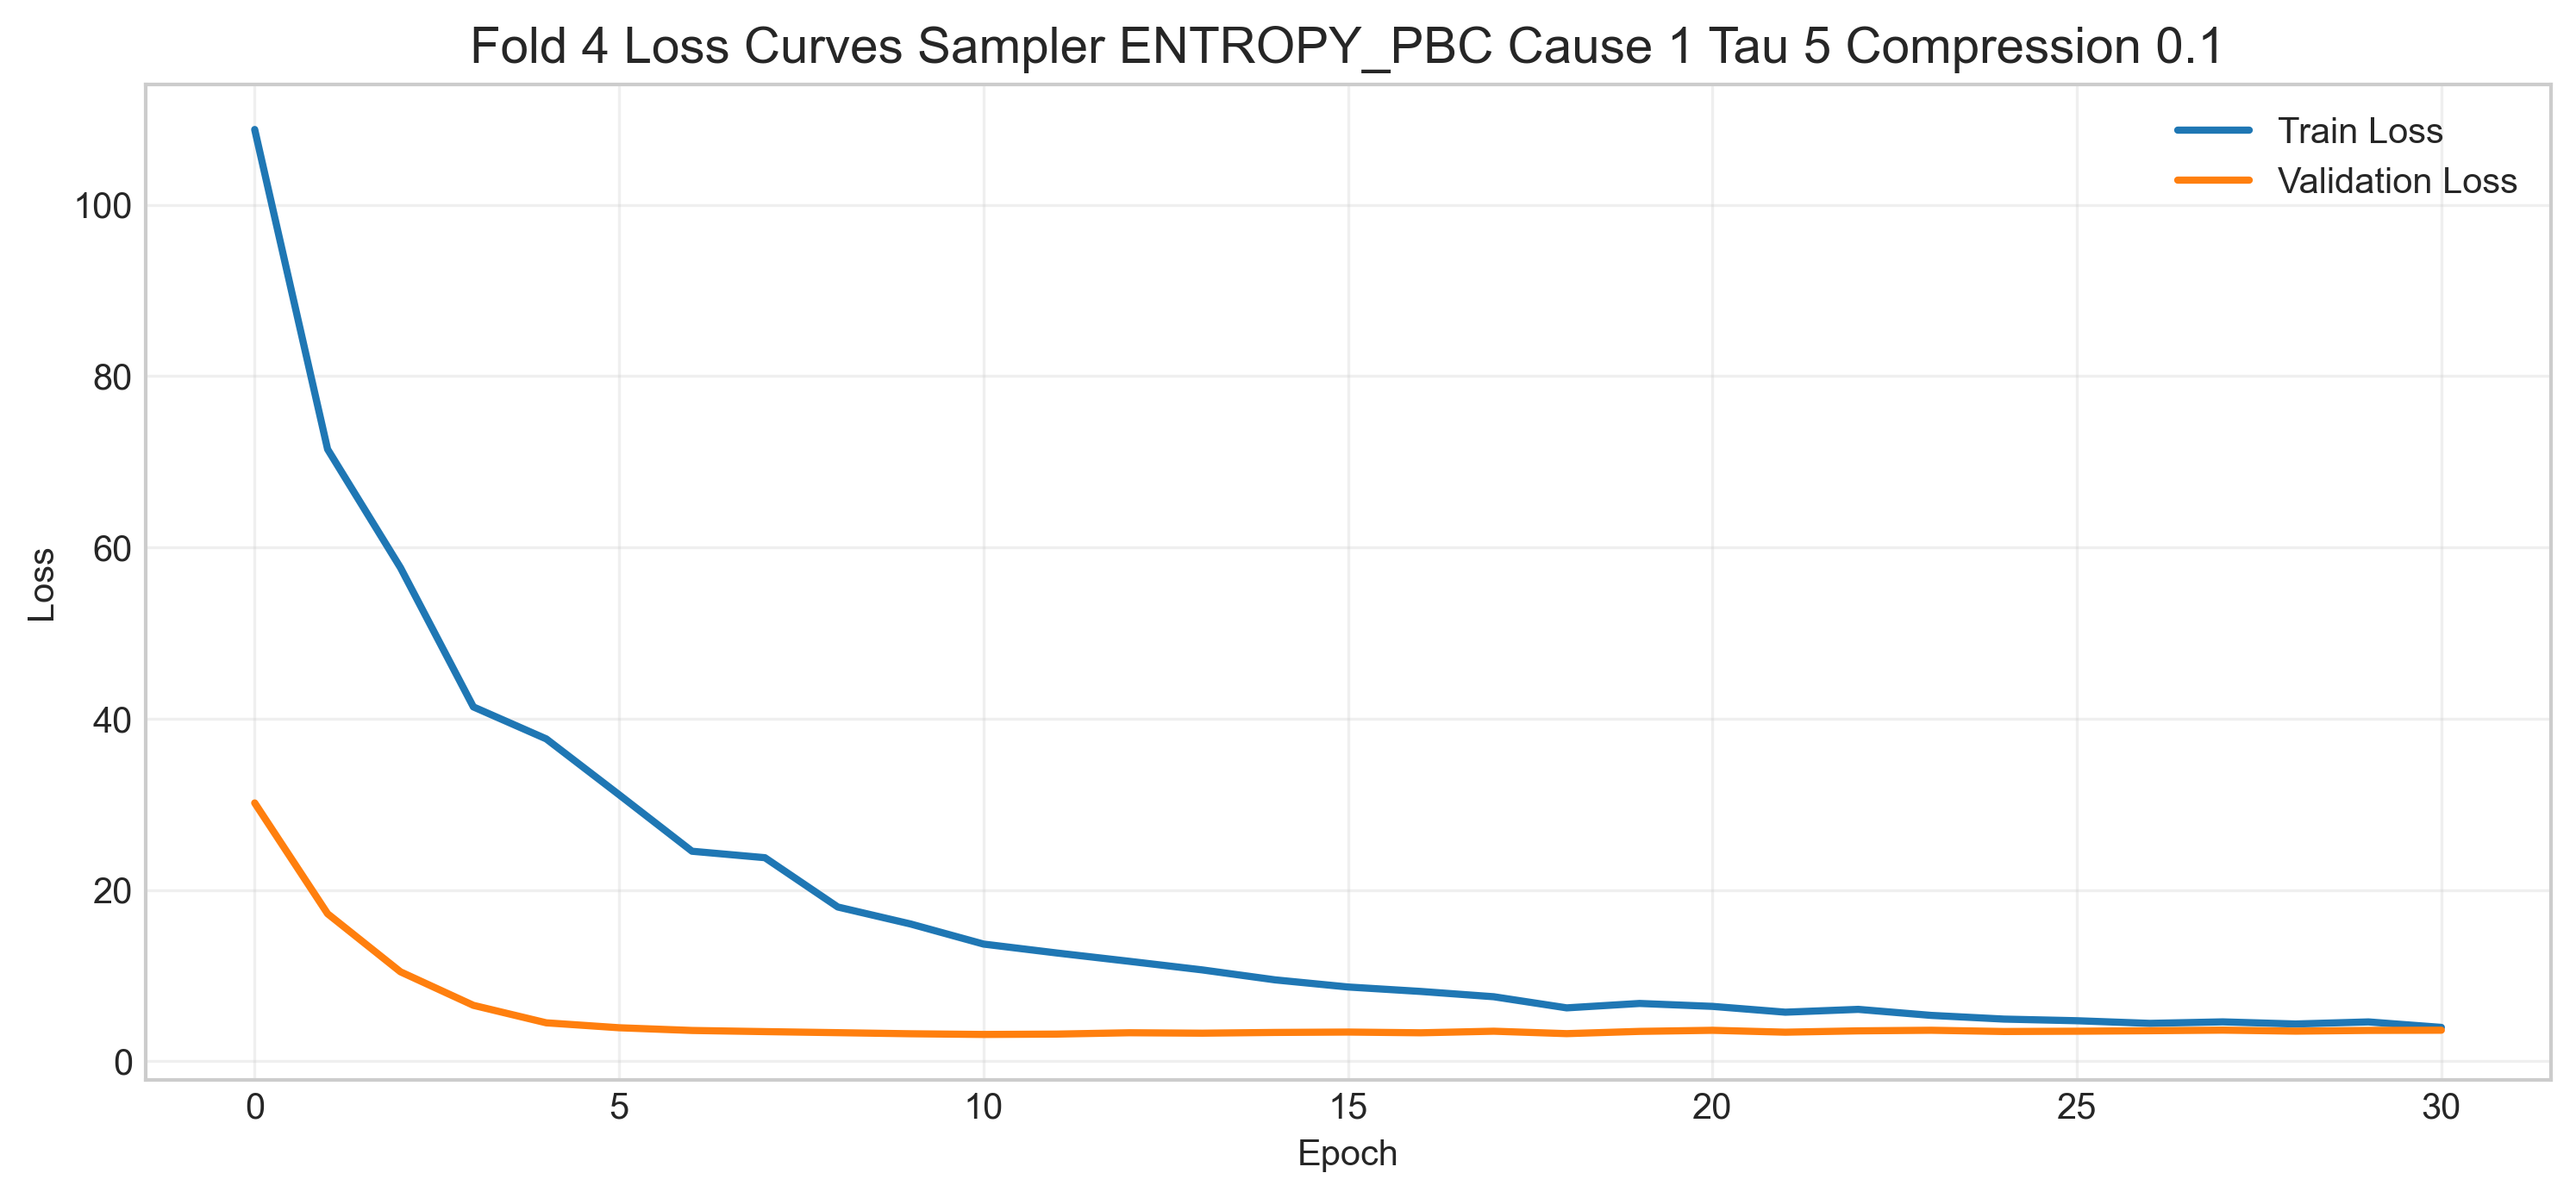 Fold 4 Loss Curves Sampler ENTROPY_PBC Cause 1 Tau 5 Compression 0.1
Train Loss
Validation Loss
100
80
60
40
20
0
Loss
0 5 10 15 20 25 30
Epoch